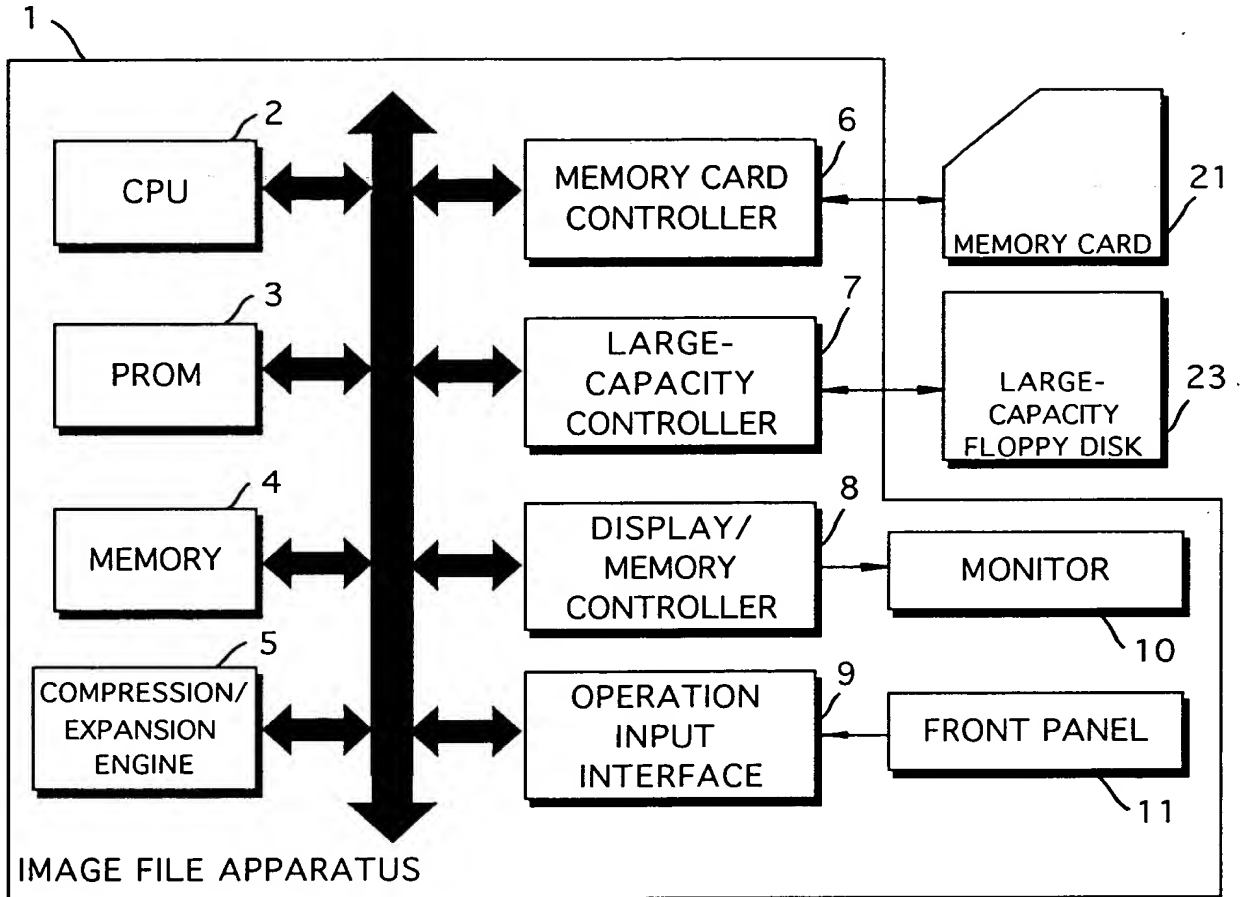 1
2
CPU
3
PROM
4
MEMORY
5
COMPRESSION/
EXPANSION
ENGINE
6
MEMORY CARD
CONTROLLER
7
LARGE-
CAPACITY
CONTROLLER
8
DISPLAY/
MEMORY
CONTROLLER
9
OPERATION
INPUT
INTERFACE
MEMORY CARD
21
LARGE-
CAPACITY
FLOPPY DISK
23
MONITOR
10
FRONT PANEL
11
IMAGE FILE APPARATUS